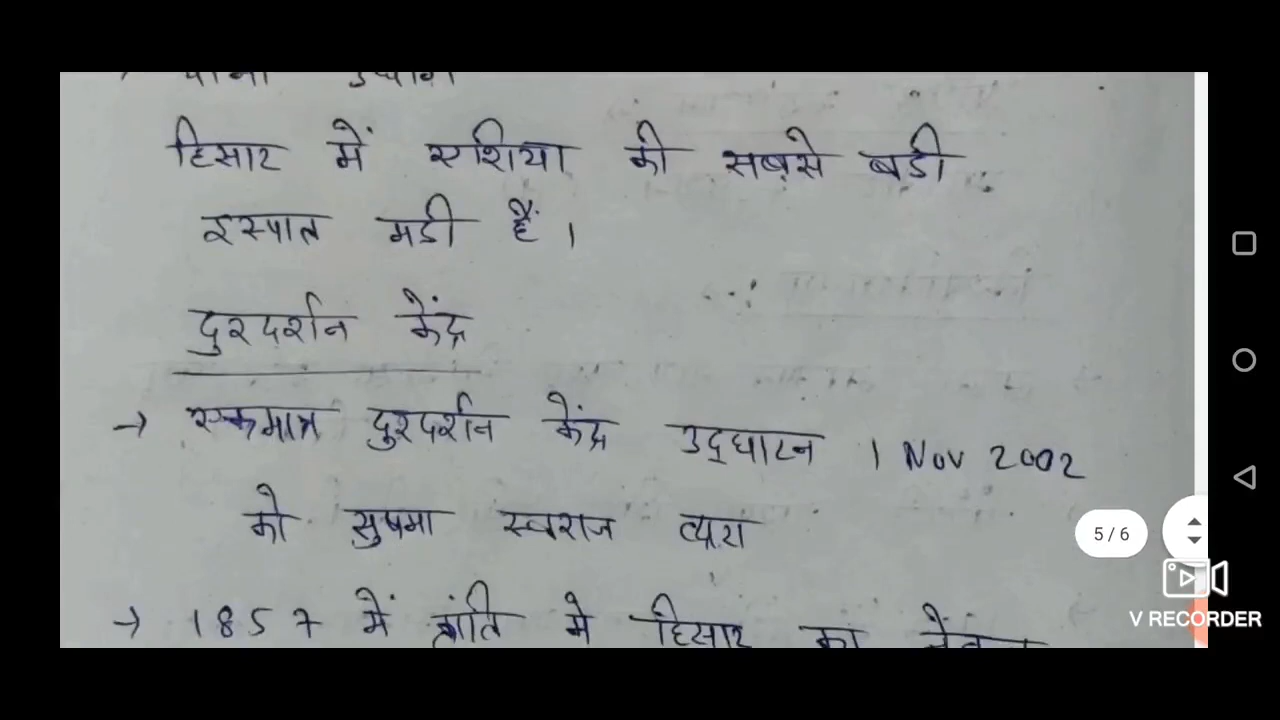 हिसार में एशिया की सबसे बडी
इस्पात मडी हैं ।
दुरदर्शन केंद्र
→ एकमात्र दुरदर्शन केंद्र उद्घाटन 1 Nov 2002
को सुषमा स्वराज द्वारा
5 / 6
V RECORDER
→ 1857 में क्रांति मे हिसार का